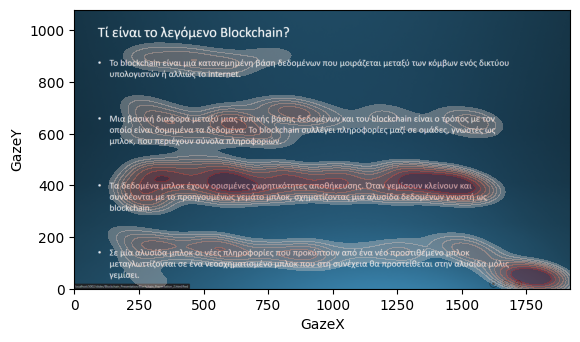 Τί είναι το λεγόμενο Blockchain?
• Το blockchain είναι μια κατανεμημένη βάση δεδομένων που μοιράζεται μεταξύ των κόμβων ενός δικτύου
υπολογιστών ή αλλιώς το internet.
• Μια βασική διαφορά μεταξύ μιας τυπικής βάσης δεδομένων και του blockchain είναι ο τρόπος με τον
οποίο είναι δομημένα τα δεδομένα. Το blockchain συλλέγει πληροφορίες μαζί σε ομάδες, γνωστές ως
μπλοκ, που περιέχουν σύνολα πληροφοριών.
• Τα δεδομένα μπλοκ έχουν ορισμένες χωρητικότητες αποθήκευσης. Όταν γεμίσουν κλείνουν και
συνδέονται με το προηγουμένως γεμάτο μπλοκ, σχηματίζοντας μια αλυσίδα δεδομένων γνωστή ως
blockchain.
• Σε μία αλυσίδα μπλοκ οι νέες πληροφορίες που προκύπτουν από ένα νέο προστιθέμενο μπλοκ
μεταγλωττίζονται σε ένα νεοσχηματισμένο μπλοκ που στη συνέχεια θα προστίθεται στην αλυσίδα μόλις
γεμίσει.
GazeY
1000
800
600
400
200
0
0 250 500 750 1000 1250 1500 1750
GazeX